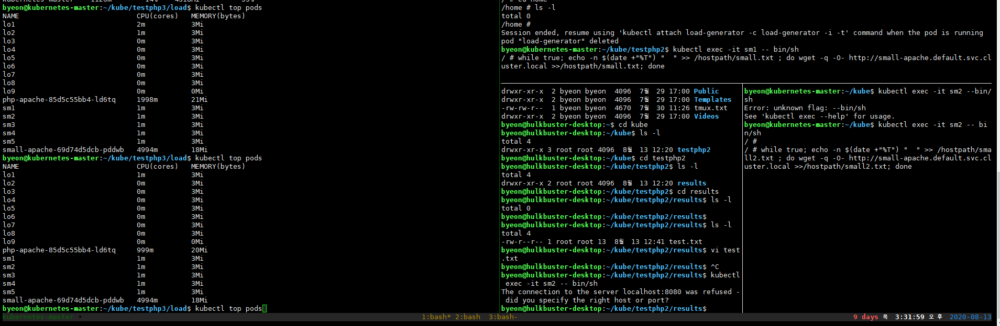 byeon@kubernetes-master:~/kube/testphp3/load$ kubectl top pods
NAME                            CPU(cores)   MEMORY(bytes)
lo1                             2m           3Mi
lo2                             1m           3Mi
lo3                             0m           3Mi
lo4                             0m           3Mi
lo5                             0m           3Mi
lo6                             0m           3Mi
lo7                             0m           3Mi
lo8                             0m           3Mi
lo9                             0m           0Mi
php-apache-85d5c55bb4-ld6tq     1998m        21Mi
sm1                             1m           3Mi
sm2                             1m           3Mi
sm3                             1m           3Mi
sm4                             1m           3Mi
sm5                             1m           3Mi
small-apache-69d74d5dcb-pddwb   4994m        18Mi
byeon@kubernetes-master:~/kube/testphp3/load$ kubectl top pods
NAME                            CPU(cores)   MEMORY(bytes)
lo1                             1m           3Mi
lo2                             0m           3Mi
lo3                             0m           3Mi
lo4                             0m           3Mi
lo5                             0m           3Mi
lo6                             0m           3Mi
lo7                             0m           3Mi
lo8                             0m           3Mi
lo9                             0m           0Mi
php-apache-85d5c55bb4-ld6tq     999m         20Mi
sm1                             1m           3Mi
sm2                             1m           3Mi
sm3                             1m           3Mi
sm4                             1m           3Mi
sm5                             1m           3Mi
small-apache-69d74d5dcb-pddwb   4994m        18Mi
byeon@kubernetes-master:~/kube/testphp3/load$ kubectl top pods
/ # cd home
/home # ls -l
total 0
/home #
Session ended, resume using 'kubectl attach load-generator -c load-generator -i -t' command when the pod is running
pod "load-generator" deleted
byeon@kubernetes-master:~/kube/testphp2$ kubectl exec -it sm1 -- bin/sh
/ # while true; echo -n $(date +"%T") "  " >> /hostpath/small.txt ; do wget -q -O- http://small-apache.default.svc.cl
uster.local >>/hostpath/small.txt; done
drwxr-xr-x  2 byeon byeon  4096  7월  29 17:00 Public
drwxr-xr-x  2 byeon byeon  4096  7월  29 17:00 Templates
-rw-rw-r--  1 byeon byeon  4670  7월  30 11:26 tmux.txt
drwxr-xr-x  2 byeon byeon  4096  7월  29 17:00 Videos
byeon@hulkbuster-desktop:~$ cd kube
byeon@hulkbuster-desktop:~/kube$ ls -l
total 4
drwxr-xr-x 3 root root 4096  8월  13 12:20 testphp2
byeon@hulkbuster-desktop:~/kube$ cd testphp2
byeon@hulkbuster-desktop:~/kube/testphp2$ ls -l
total 4
drwxr-xr-x 2 root root 4096  8월  13 12:20 results
byeon@hulkbuster-desktop:~/kube/testphp2$ cd results
byeon@hulkbuster-desktop:~/kube/testphp2/results$ ls -l
total 0
byeon@hulkbuster-desktop:~/kube/testphp2/results$
byeon@hulkbuster-desktop:~/kube/testphp2/results$ ls -l
total 4
-rw-r--r-- 1 root root 13  8월  13 12:41 test.txt
byeon@hulkbuster-desktop:~/kube/testphp2/results$ vi test
.txt
byeon@hulkbuster-desktop:~/kube/testphp2/results$ ^C
byeon@hulkbuster-desktop:~/kube/testphp2/results$ kubectl
 exec -it sm2 -- bin/sh
The connection to the server localhost:8080 was refused -
 did you specify the right host or port?
byeon@hulkbuster-desktop:~/kube/testphp2/results$
byeon@kubernetes-master:~/kube$ kubectl exec -it sm2 --bin/
sh
Error: unknown flag: --bin/sh
See 'kubectl exec --help' for usage.
byeon@kubernetes-master:~/kube$ kubectl exec -it sm2 -- bi
n/sh
/ #
/ # while true; echo -n $(date +"%T") "  " >> /hostpath/sma
ll2.txt ; do wget -q -O- http://small-apache.default.svc.cl
uster.local >>/hostpath/small2.txt; done
kubernetes-master • 1:bash* 2:bash  3:bash- 9 days 목 3:31:59 오후 2020-08-13